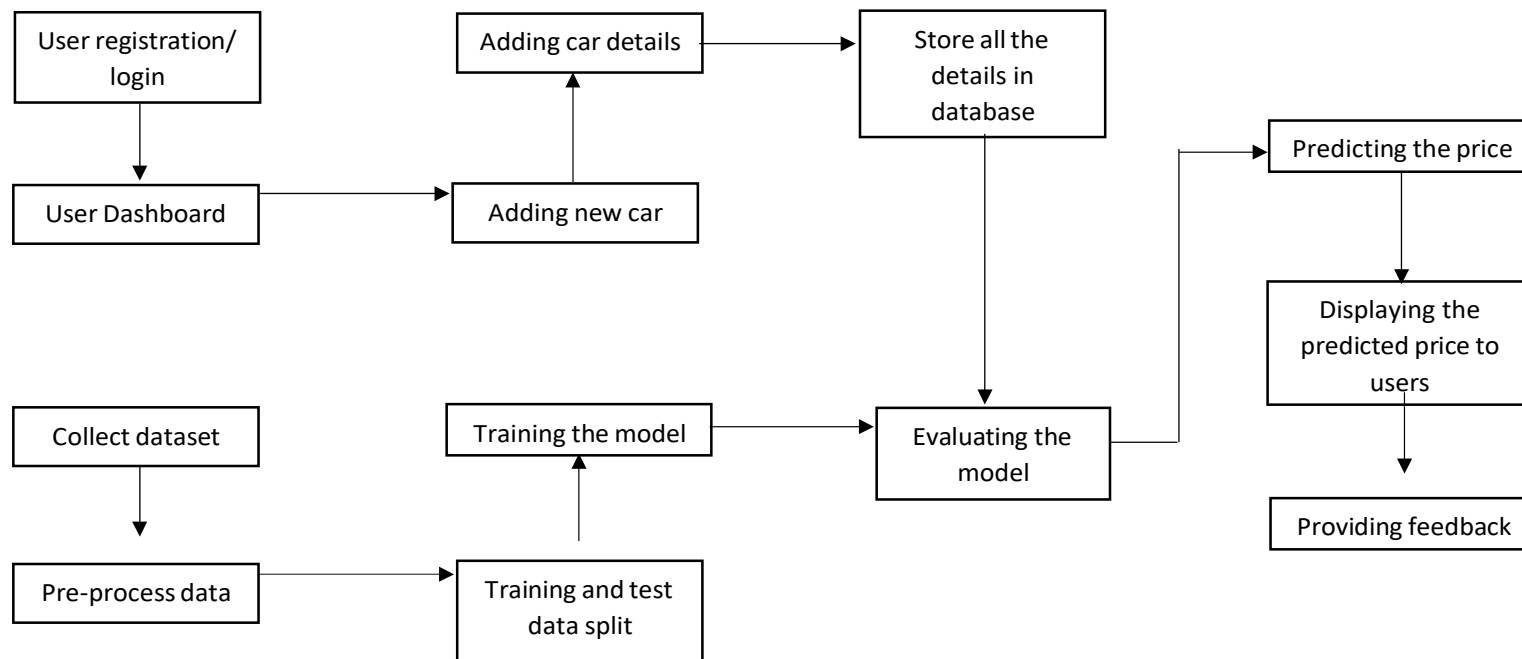 User registration/
login
User Dashboard
Adding car details
Adding new car
Store all the
details in
database
Predicting the price
Displaying the
predicted price to
users
Providing feedback
Collect dataset
Pre-process data
Training the model
Training and test
data split
Evaluating the
model